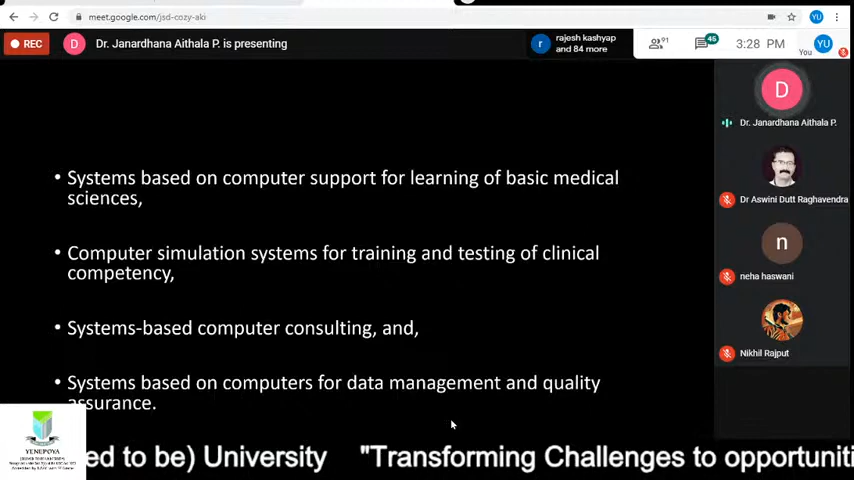 meet.google.com/jsd-cozy-aki
YU
REC
D
Dr. Janardhana Aithala P. is presenting
r
rajesh kashyap
and 84 more
91
45
3:28 PM
You
YU
• Systems based on computer support for learning of basic medical
sciences,
• Computer simulation systems for training and testing of clinical
competency,
• Systems-based computer consulting, and,
• Systems based on computers for data management and quality
assurance.
D
Dr. Janardhana Aithala P.
Dr Aswini Dutt Raghavendra
n
neha haswani
Nikhil Rajput
YENEPOYA
ed to be) University "Transforming Challenges to opportuniti